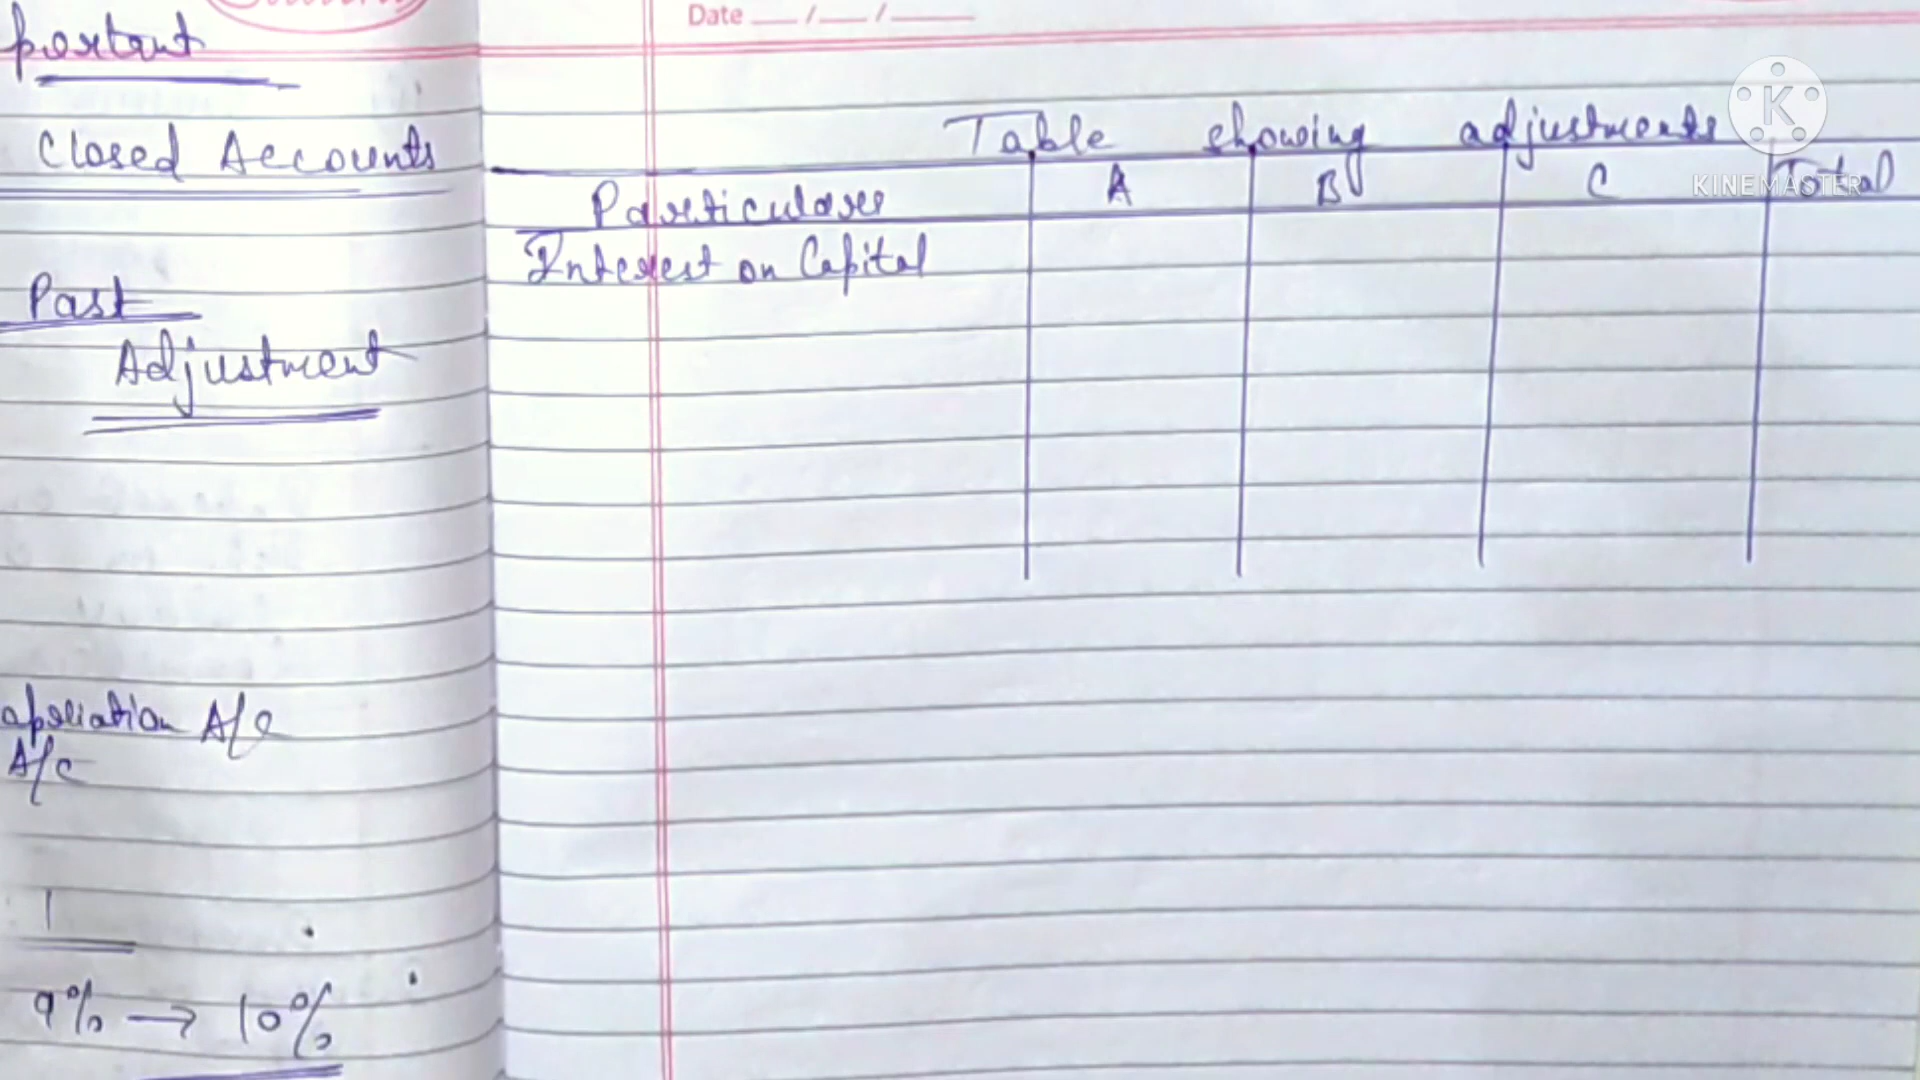 portant
Closed Accounts
Past
Adjustment
A/c
A/c
1
9% → 10%
Date __/__/____
Table showing adjustments
Particulars A B C Total
Interest on Capital
KINEMASTER